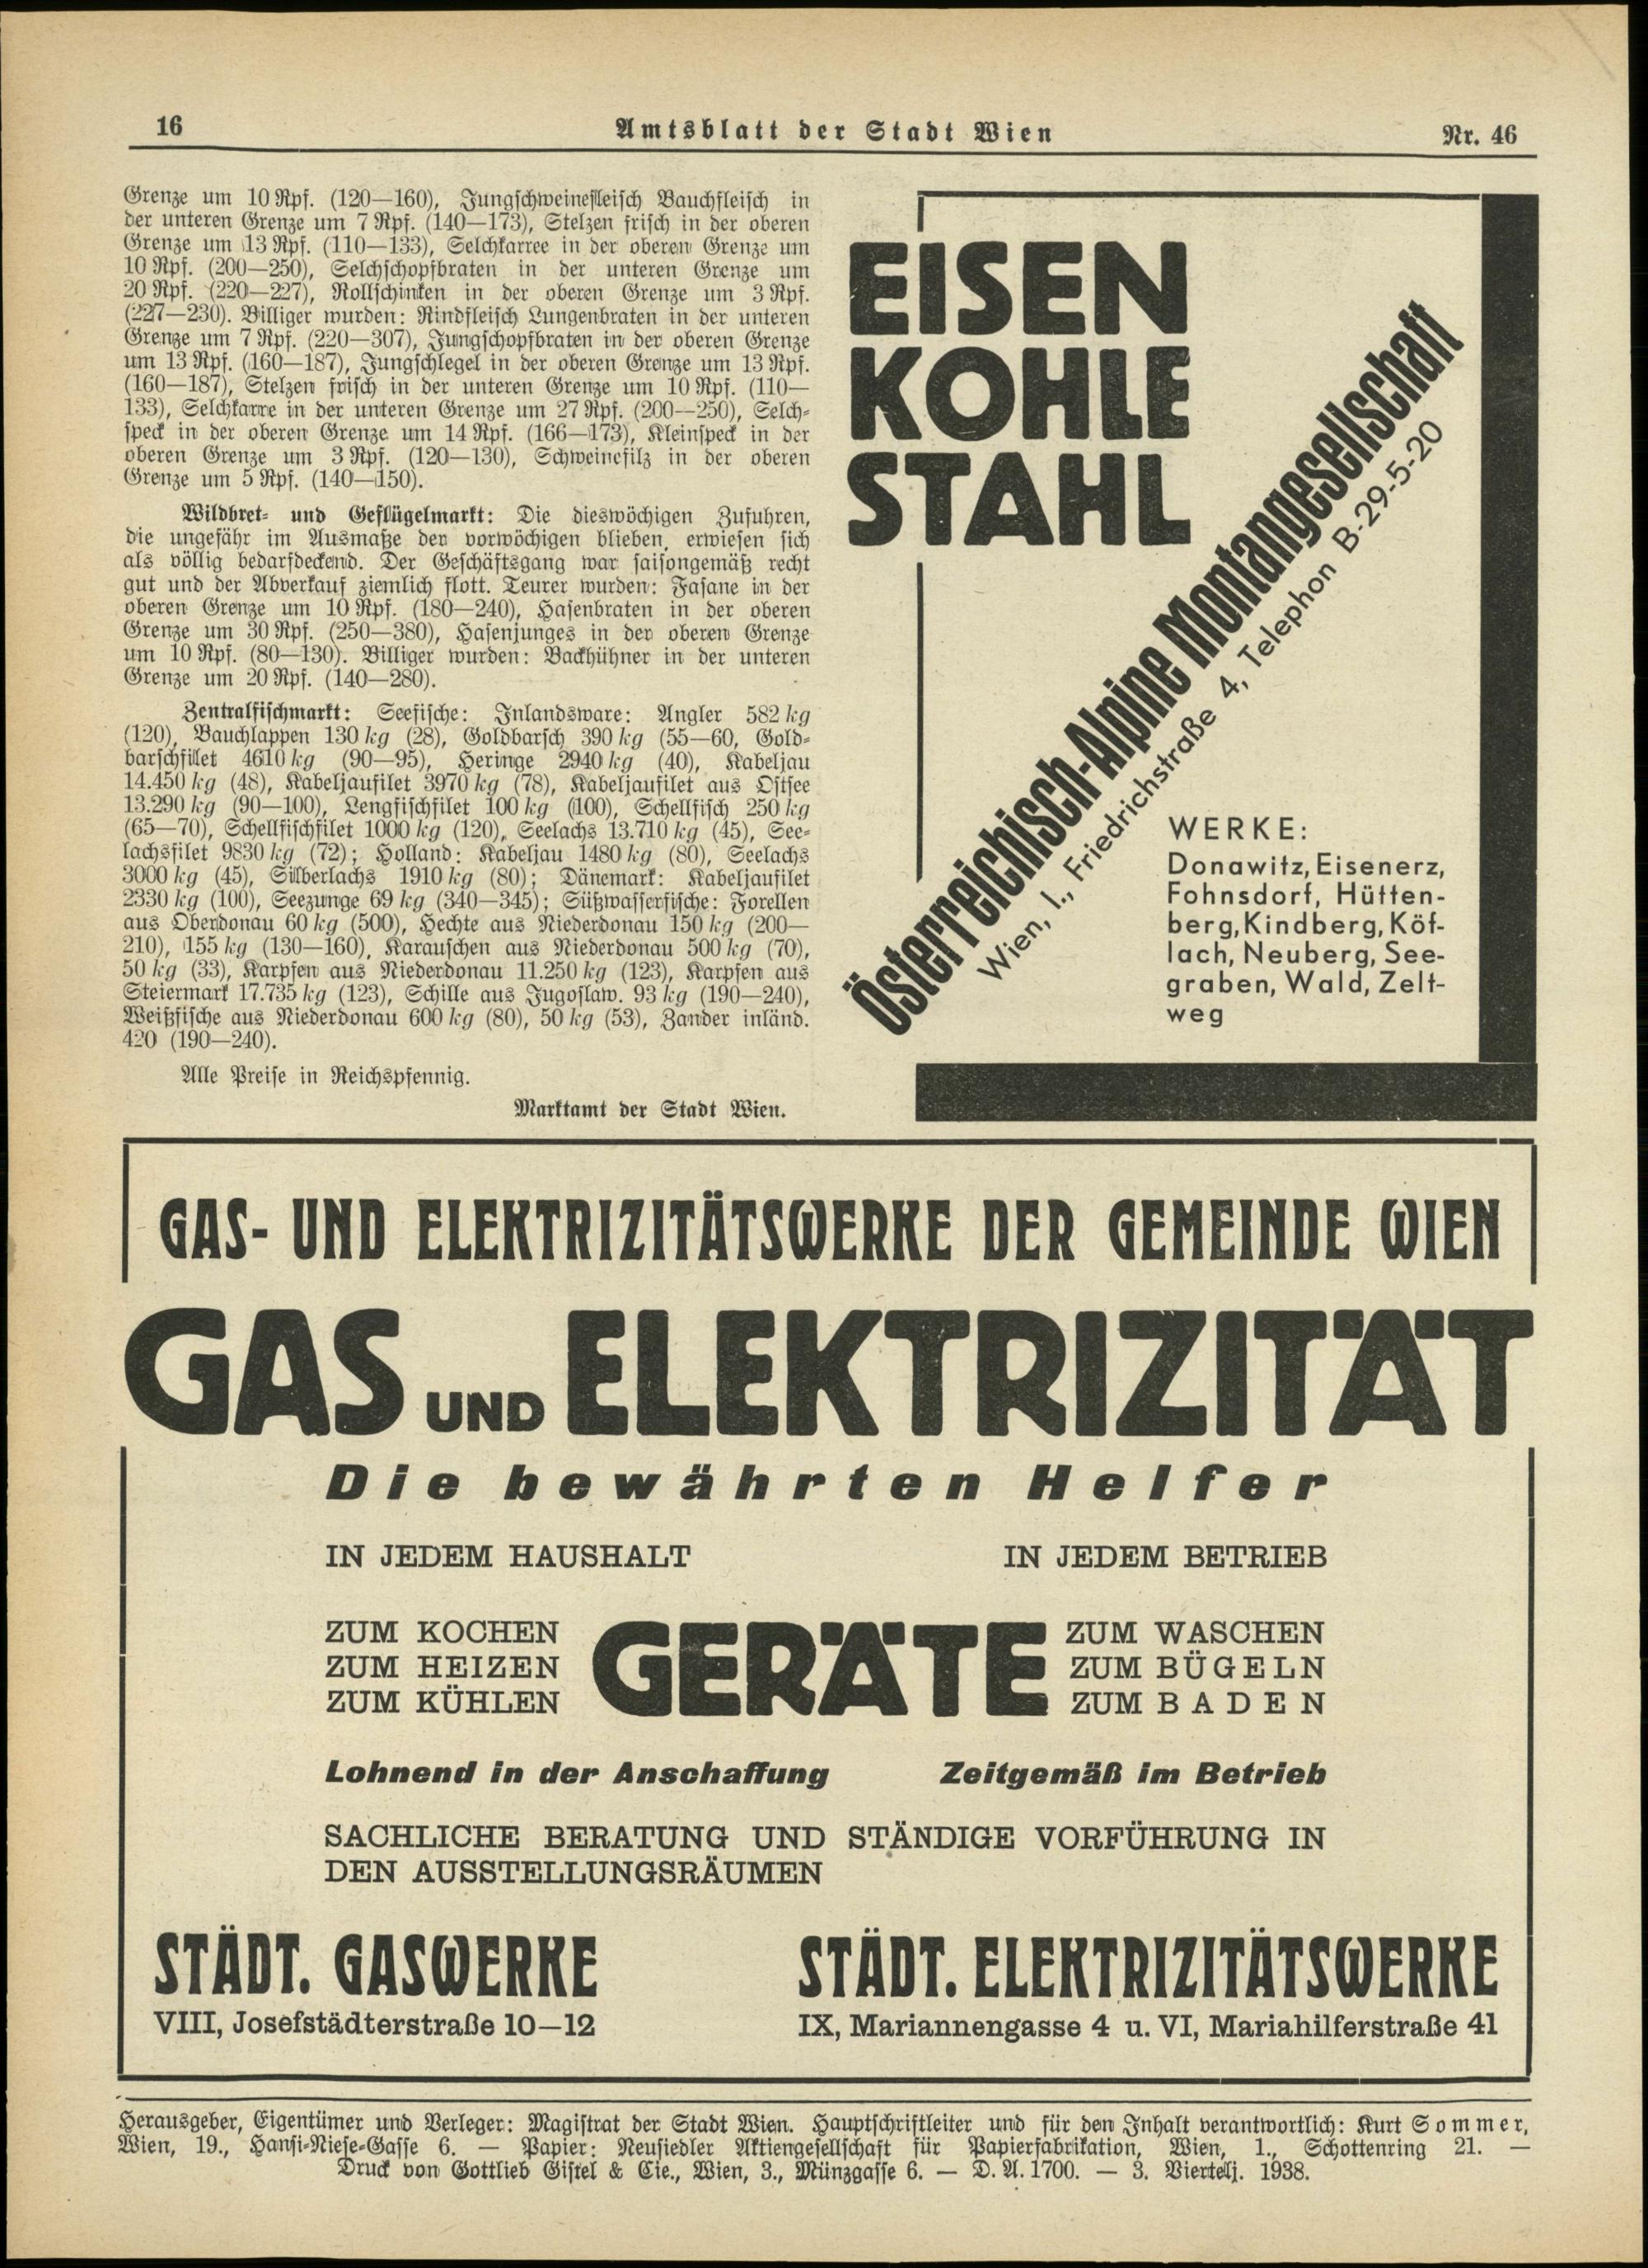 16
Amtsblatt der Stadt Wien
Nr. 46
Grenze um 10 Rpf. (120—160), Jungschweinefleisch Bauchfleisch in
der unteren Grenze um 7 Rpf. (140—173), Stelzen frisch in der oberen
Grenze um 13 Rpf. (110—133), Selchkarree in der oberen Grenze um
10 Rpf. (200—250), Selchschopfbraten in der unteren Grenze um
20 Rpf. (220—227), Rollschinken in der oberen Grenze um 3 Rpf.
(227—230). Billiger wurden: Rindfleisch Lungenbraten in der unteren
Grenze um 7 Rpf. (220—307), Jungschopfbraten in der oberen Grenze
um 13 Rpf. (160—187), Jungschlegel in der oberen Grenze um 13 Rpf.
(160—187), Stelzen frisch in der unteren Grenze um 10 Rpf. (110—
133), Selchkarre in der unteren Grenze um 27 Rpf. (200—250), Selch-
speck in der oberen Grenze um 14 Rpf. (166—173), Kleinspeck in der
oberen Grenze um 3 Rpf. (120—130), Schweinefilz in der oberen
Grenze um 5 Rpf. (140—150).
Wildbret- und Geflügelmarkt: Die dieswöchigen Zufuhren,
die ungefähr im Ausmaße der vorwöchigen blieben, erwiesen sich
als völlig bedarfdeckend. Der Geschäftsgang war saisongemäß recht
gut und der Abverkauf ziemlich flott. Teurer wurden: Fasane in der
oberen Grenze um 10 Rpf. (180—240), Hasenbraten in der oberen
Grenze um 30 Rpf. (250—380), Hasenjunges in der oberen Grenze
um 10 Rpf. (80—130). Billiger wurden: Backhühner in der unteren
Grenze um 20 Rpf. (140—280).
Zentralfischmarkt: Seefische: Inlandsware: Angler 582 kg
(120), Bauchlappen 130 kg (28), Goldbarsch 390 kg (55—60, Gold-
barschfilet 4610 kg (90—95), Heringe 2940 kg (40), Kabeljau
14.450 kg (48), Kabeljaufilet 3970 kg (78), Kabeljaufilet aus Ostsee
13.290 kg (90—100), Lengfischfilet 100 kg (100), Schellfisch 250 kg
(65—70), Schellfischfilet 1000 kg (120), Seelachs 13.710 kg (45), See-
lachsfilet 9830 kg (72); Holland: Kabeljau 1480 kg (80), Seelachs
3000 kg (45), Silberlachs 1910 kg (80); Dänemark: Kabeljaufilet
2330 kg (100), Seezunge 69 kg (340—345); Süßwasserfische: Forellen
aus Oberdonau 60 kg (500), Hechte aus Niederdonau 150 kg (200—
210), 155 kg (130—160), Karauschen aus Niederdonau 500 kg (70),
50 kg (33), Karpfen aus Niederdonau 11.250 kg (123), Karpfen aus
Steiermark 17.735 kg (123), Schille aus Jugoslaw. 93 kg (190—240),
Weißfische aus Niederdonau 600 kg (80), 50 kg (53), Zander inländ.
420 (190—240).
Alle Preise in Reichspfennig.
Marktamt der Stadt Wien.
EISEN
KOHLE
STAHL
Österreichisch-Alpine Montangesellschaft
Wien, I., Friedrichstraße 4, Telephon B-29-5-20
WERKE:
Donawitz, Eisenerz,
Fohnsdorf, Hütten-
berg, Kindberg, Köf-
lach, Neuberg, See-
graben, Wald, Zelt-
weg
GAS- UND ELEKTRIZITÄTSWERKE DER GEMEINDE WIEN
GAS UND ELEKTRIZITÄT
Die bewährten Helfer
IN JEDEM HAUSHALT IN JEDEM BETRIEB
ZUM KOCHEN
ZUM HEIZEN
ZUM KÜHLEN
GERÄTE
ZUM WASCHEN
ZUM BÜGELN
ZUM BADEN
Lohnend in der Anschaffung Zeitgemäß im Betrieb
SACHLICHE BERATUNG UND STÄNDIGE VORFÜHRUNG IN
DEN AUSSTELLUNGSRÄUMEN
STÄDT. GASWERKE
VIII, Josefstädterstraße 10—12
STÄDT. ELEKTRIZITÄTSWERKE
IX, Mariannengasse 4 u. VI, Mariahilferstraße 41
Herausgeber, Eigentümer und Verleger: Magistrat der Stadt Wien. Hauptschriftleiter und für den Inhalt verantwortlich: Kurt Sommer,
Wien, 19., Hansi-Niese-Gasse 6. — Papier: Neusiedler Aktiengesellschaft für Papierfabrikation, Wien, 1., Schottenring 21. —
Druck von Gottlieb Gistel & Cie., Wien, 3., Münzgasse 6. — D. A. 1700. — 3. Viertelj. 1938.